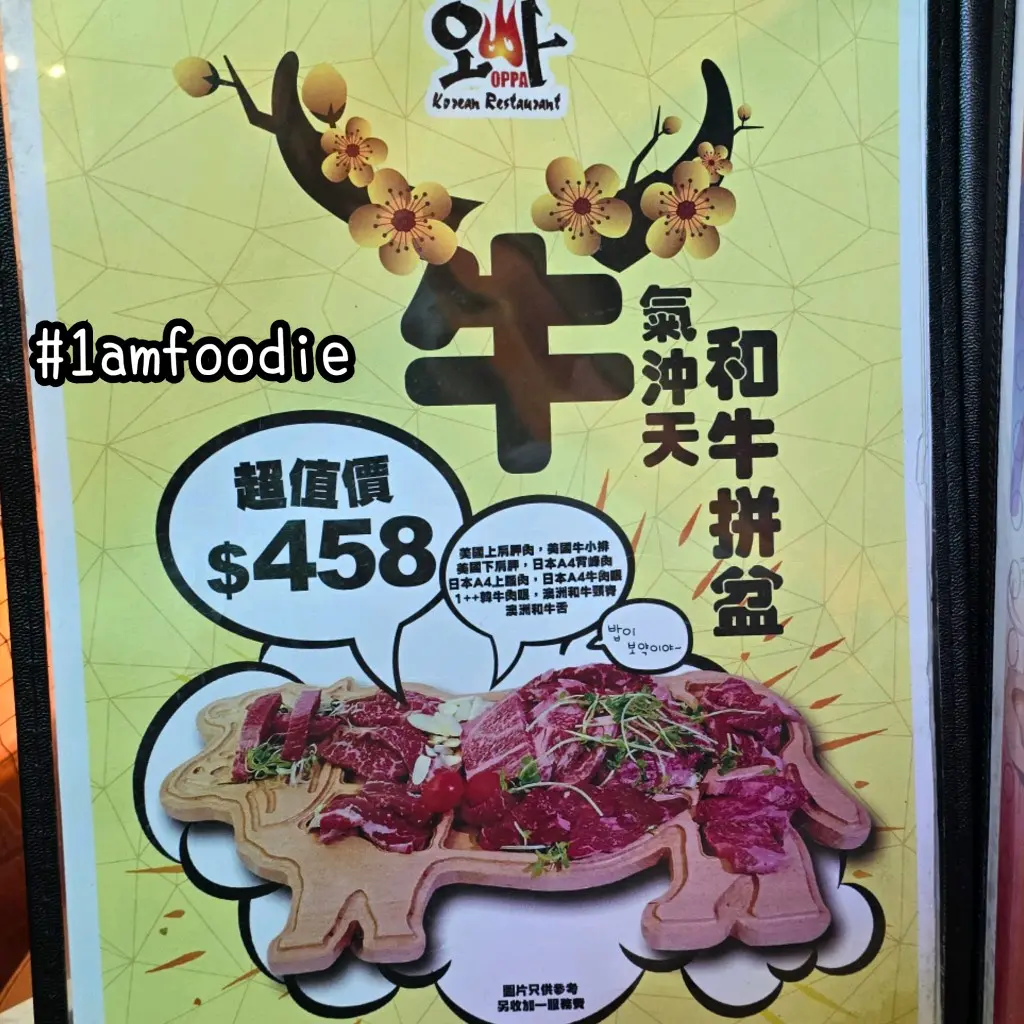 오빠
OPPA
Korean Restaurant
牛
氣沖天
和牛拼盆
#1amfoodie
超值價
$458
美國上肩胛肉，美國牛小排
美國下肩胛，日本A4背峰肉
日本A4上腦肉，日本A4牛肉眼
1++韓牛肉眼，澳洲和牛頸脊
澳洲和牛舌
밥이
보약이야~
圖片只供參考
另收加一服務費